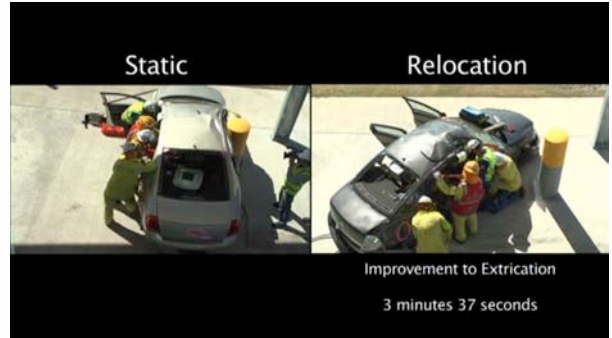 Static
Relocation
Improvement to Extrication
3 minutes 37 seconds